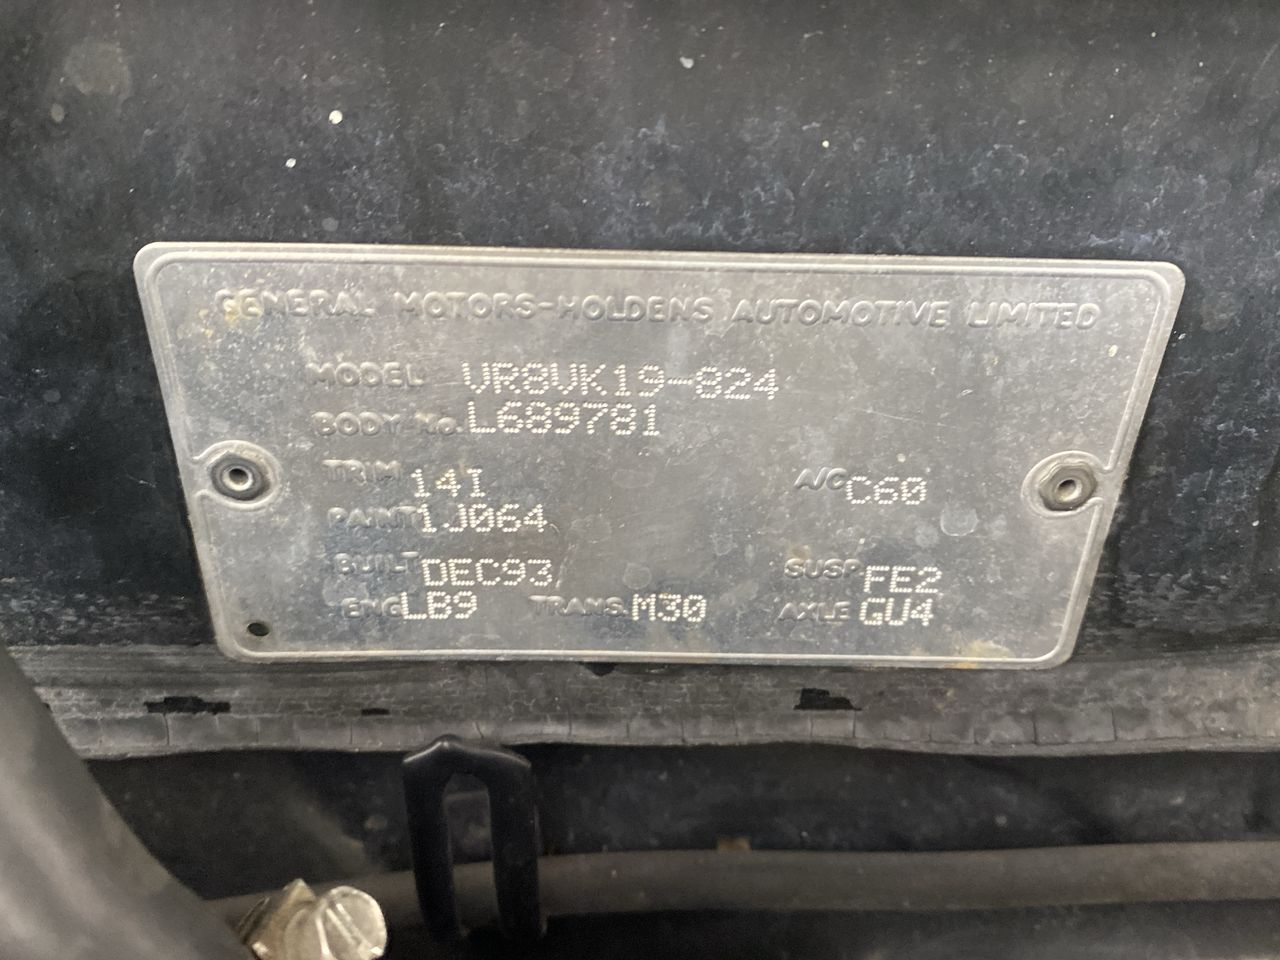 GENERAL MOTORS-HOLDENS AUTOMOTIVE LIMITED
MODEL VR8VK19-824
BODY No. L689781
TRIM 14I A/C C60
PAINT 1J064
BUILT DEC93 SUSP FE2
ENG LB9 TRANS. M30 AXLE GU4